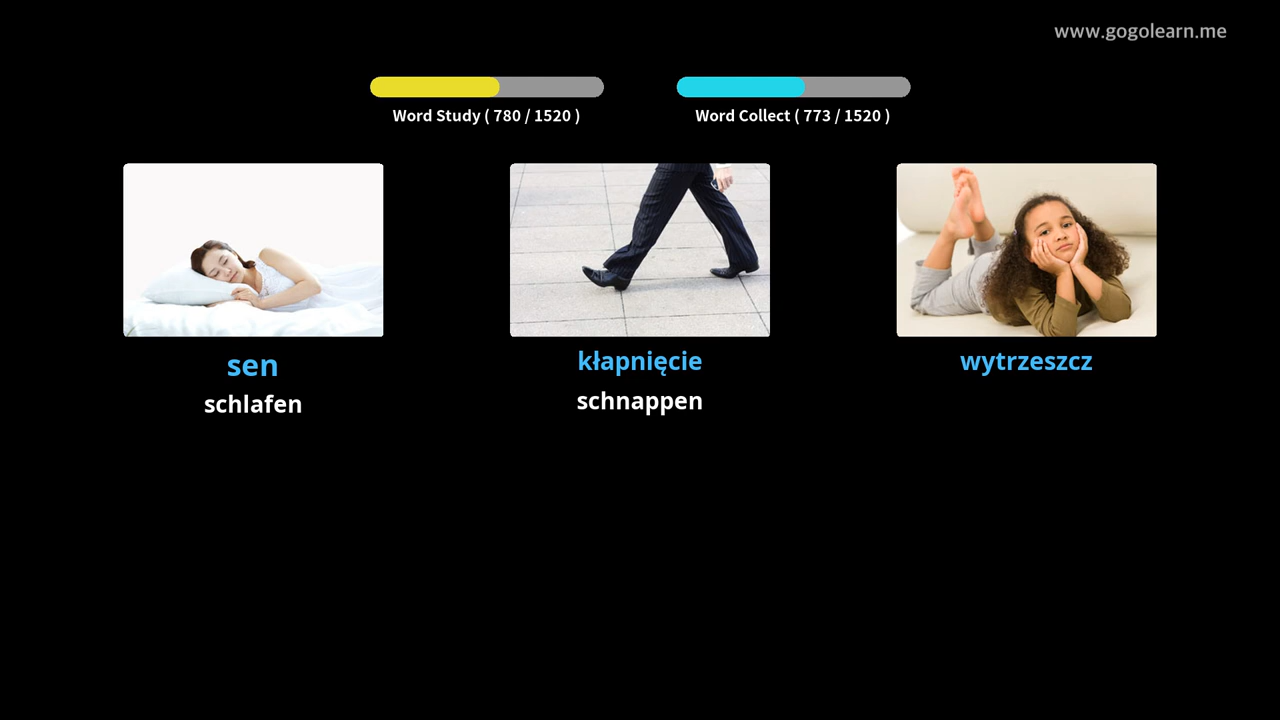 www.gogolearn.me
Word Study ( 780 / 1520 )
Word Collect ( 773 / 1520 )
sen
schlafen
kłapnięcie
schnappen
wytrzeszcz